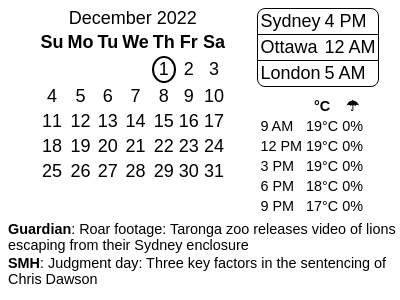 December 2022
Su Mo Tu We Th Fr Sa
1 2 3
4 5 6 7 8 9 10
11 12 13 14 15 16 17
18 19 20 21 22 23 24
25 26 27 28 29 30 31
Sydney 4 PM
Ottawa 12 AM
London 5 AM
°C ☂
9 AM 19°C 0%
12 PM 19°C 0%
3 PM 19°C 0%
6 PM 18°C 0%
9 PM 17°C 0%
Guardian: Roar footage: Taronga zoo releases video of lions
escaping from their Sydney enclosure
SMH: Judgment day: Three key factors in the sentencing of
Chris Dawson